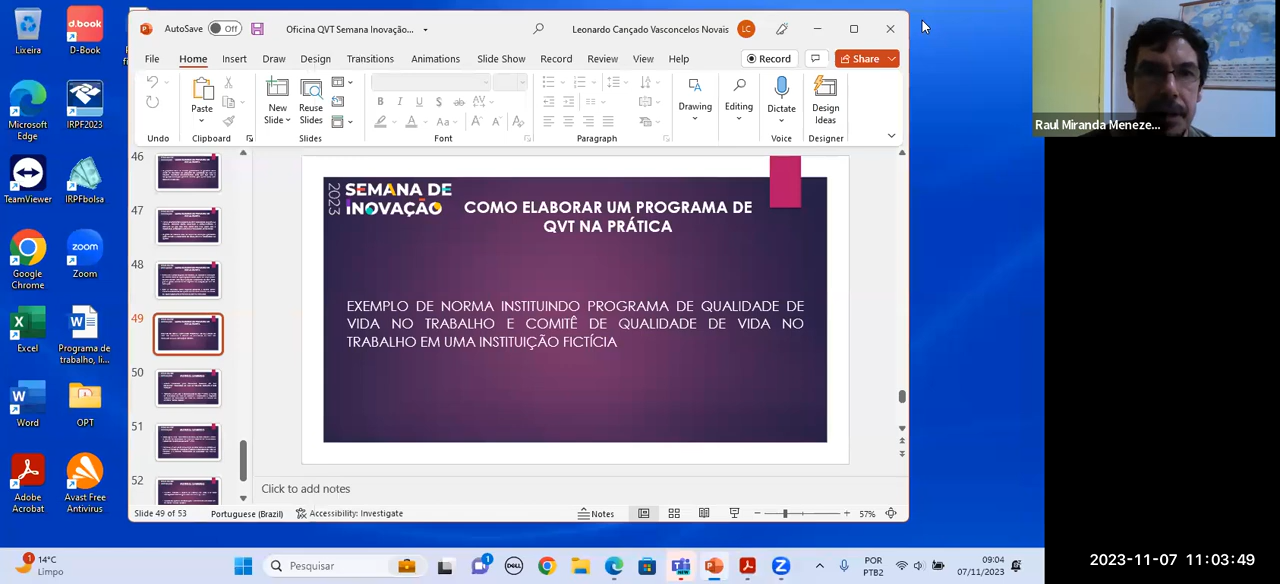 Lixeira
D-Book
Microsoft Edge
IRPF2023
TeamViewer
IRPFbolsa
Google Chrome
Zoom
Excel
Programa de trabalho, li...
Word
OPT
Adobe Acrobat
Avast Free Antivirus
d.book
zoom
AutoSave Off
Oficina QVT Semana Inovação...
Leonardo Cançado Vasconcelos Novais LC
File Home Insert Draw Design Transitions Animations Slide Show Record Review View Help
Record
Share
Paste
New Slide
Reuse Slides
Drawing
Editing
Dictate
Design Ideas
Undo Clipboard Slides Font Paragraph Voice Designer
46
47
48
49
50
51
52
2023 SEMANA DE
INOVAÇÃO
COMO ELABORAR UM PROGRAMA DE
QVT NA PRÁTICA
EXEMPLO DE NORMA INSTITUINDO PROGRAMA DE QUALIDADE DE
VIDA NO TRABALHO E COMITÊ DE QUALIDADE DE VIDA NO
TRABALHO EM UMA INSTITUIÇÃO FICTÍCIA
Click to add notes
Slide 49 of 53 Portuguese (Brazil) Accessibility: Investigate Notes 57%
14°C
Limpo
Pesquisar
POR
PTB2
09:04
07/11/2023
Raul Miranda Meneze...
2023-11-07 11:03:49